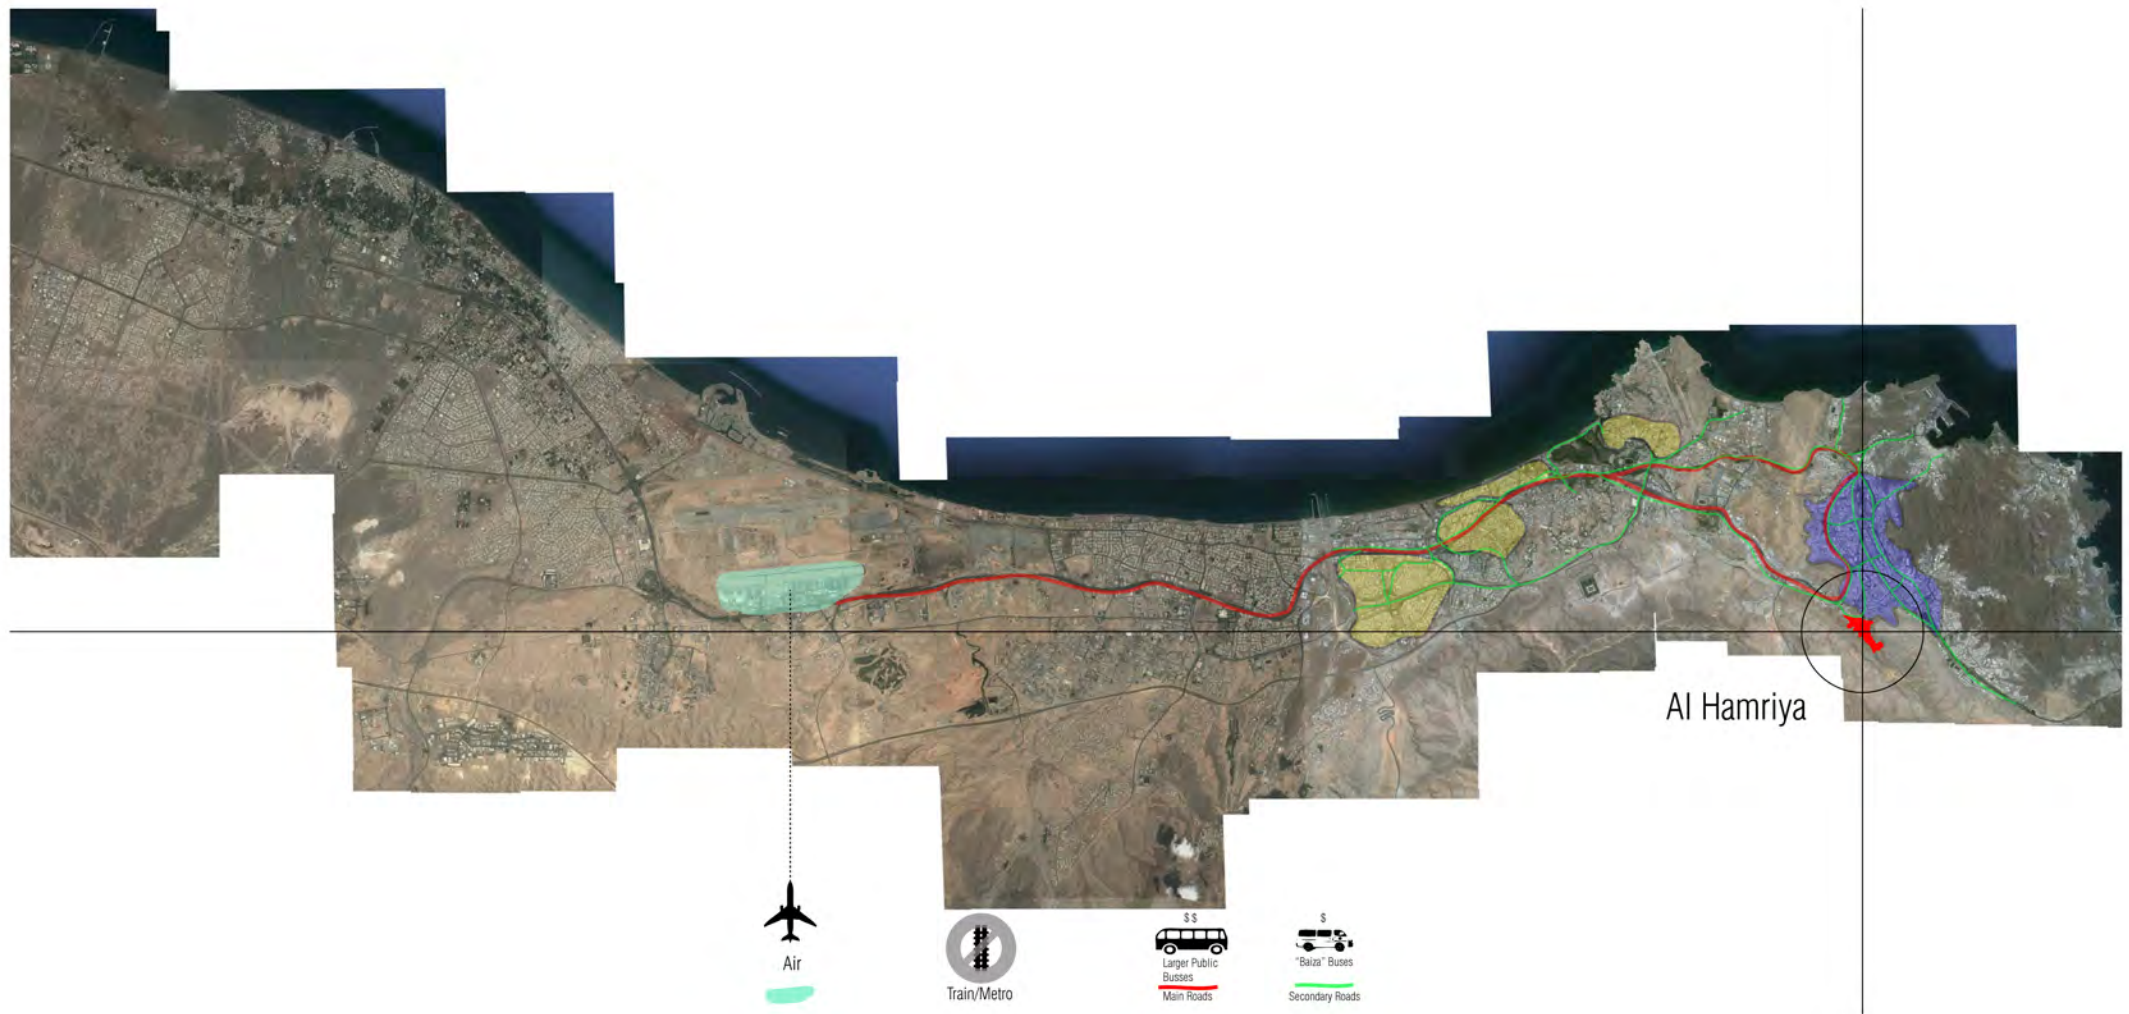 Al Hamriya
Air
Train/Metro
$$
Larger Public
Busses
Main Roads
$
"Baiza" Buses
Secondary Roads